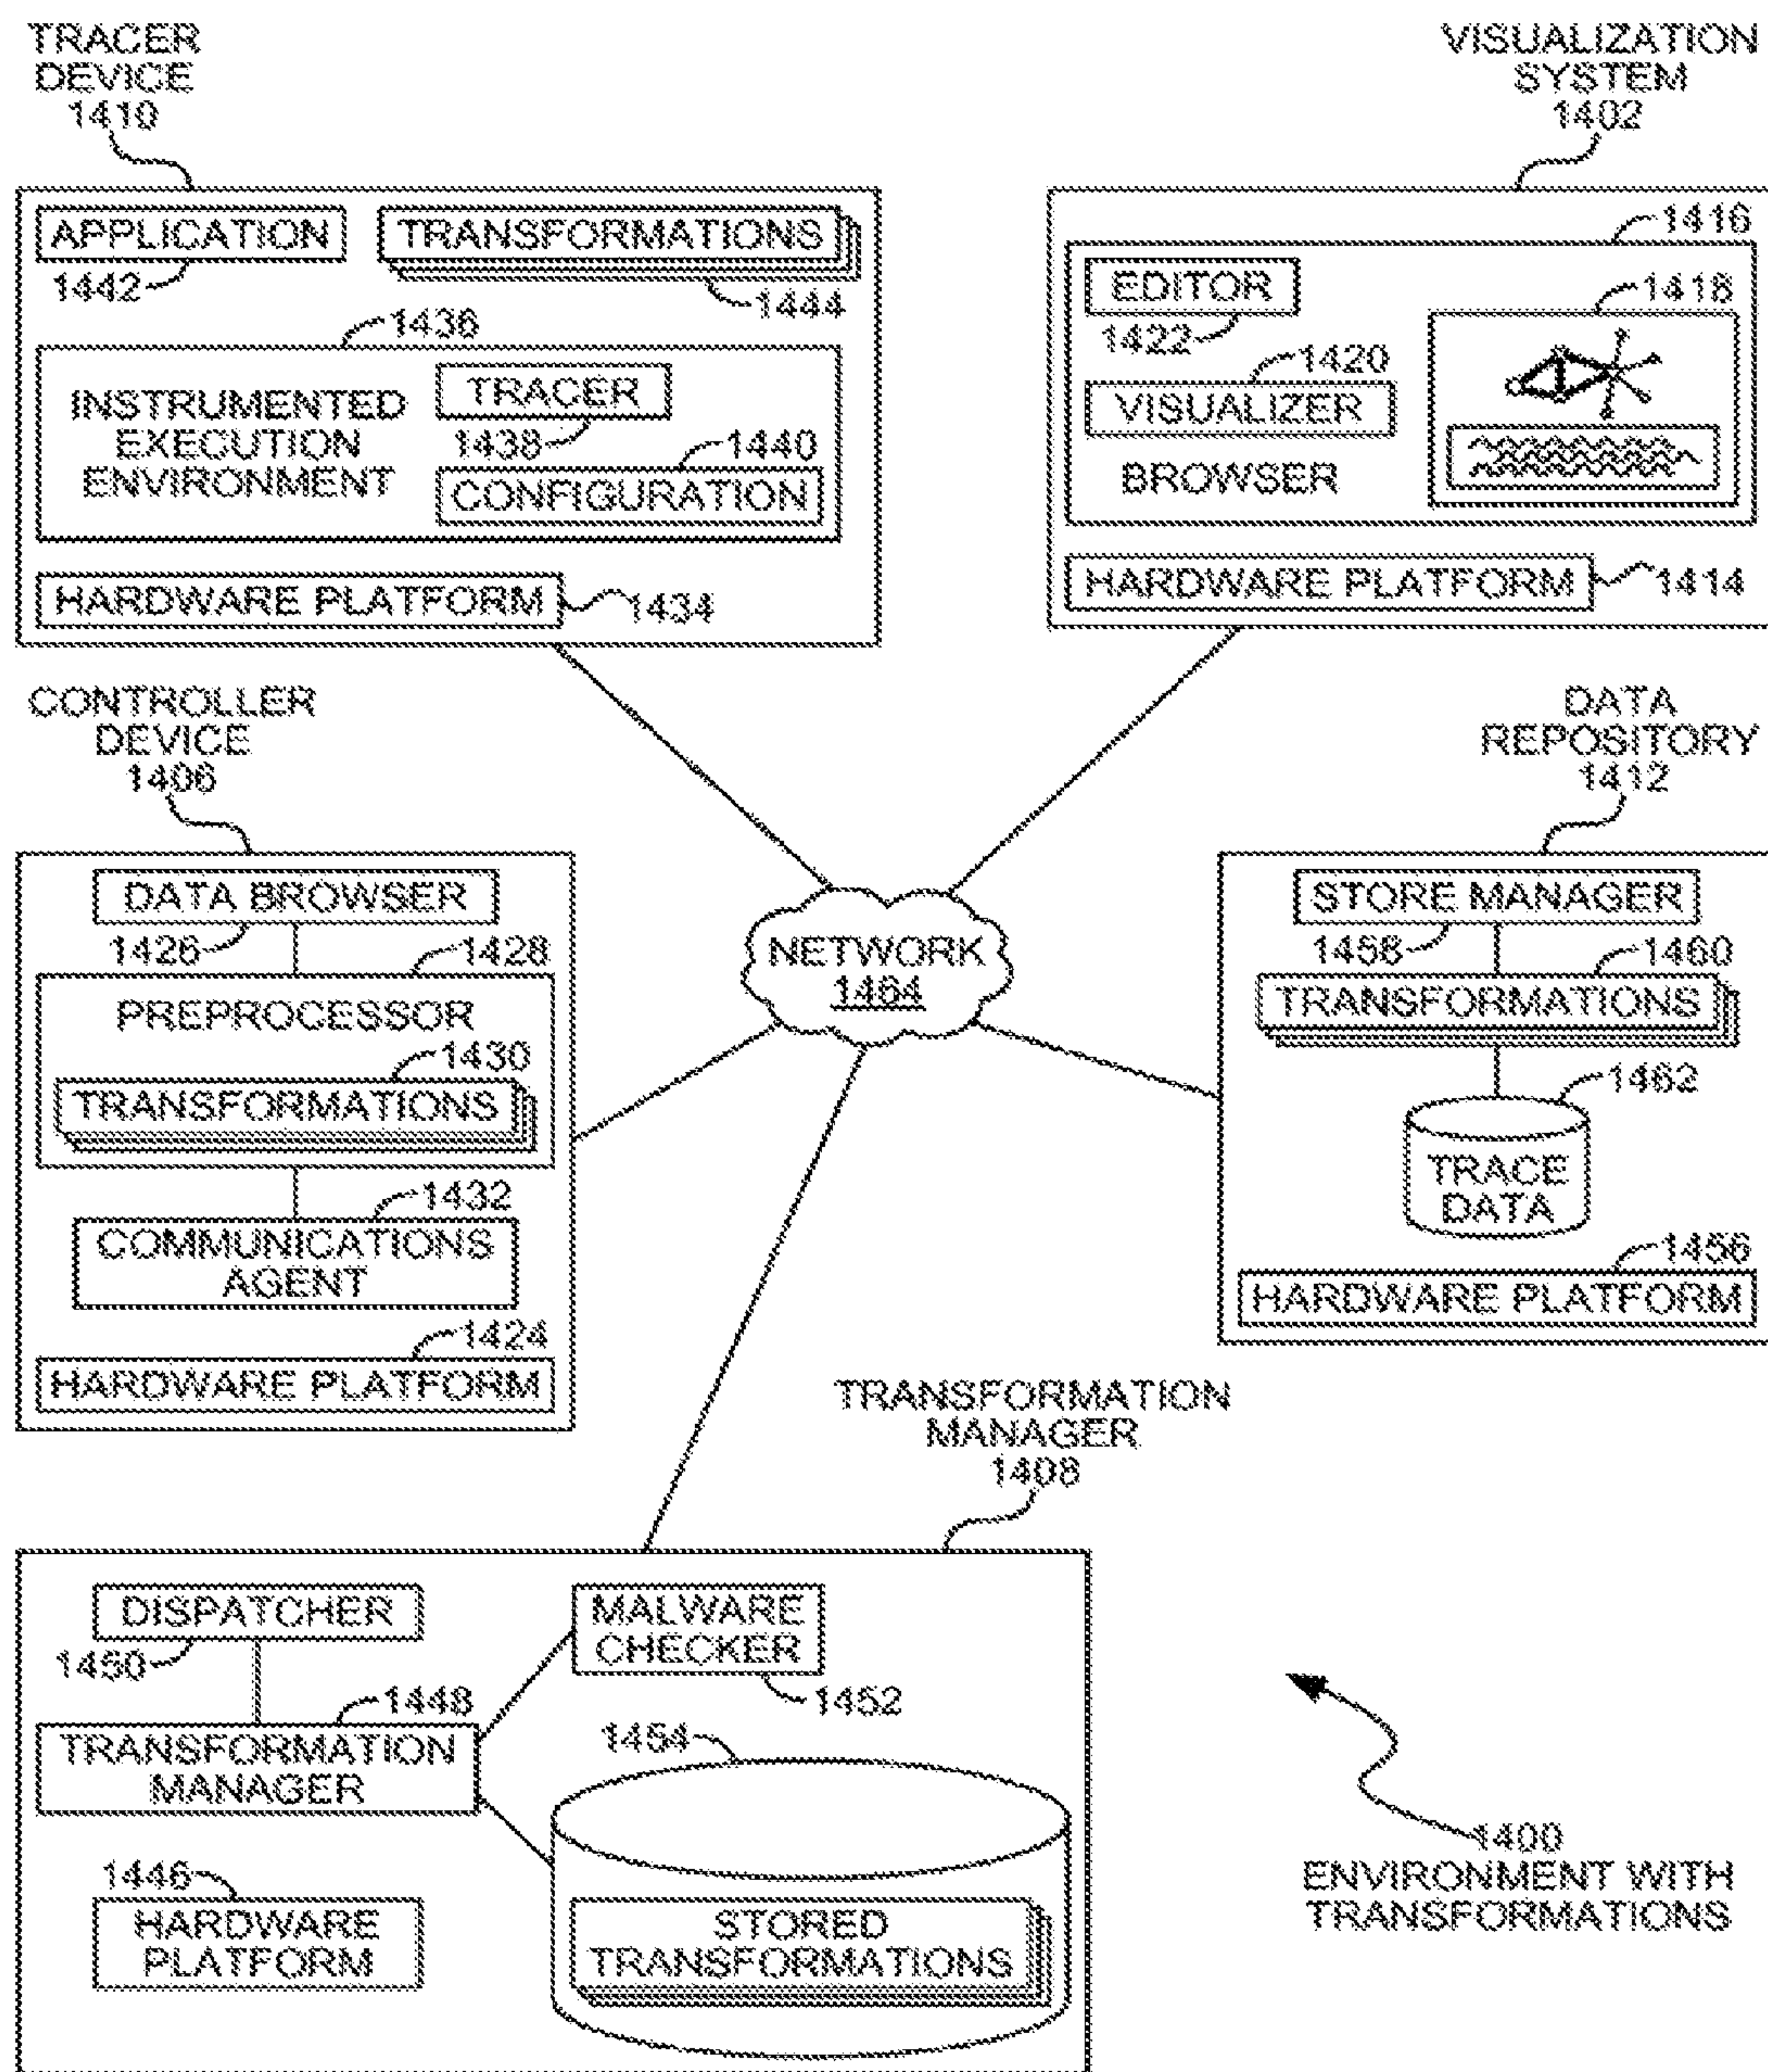 TRACER
DEVICE
1410
APPLICATION
1442
TRANSFORMATIONS
1444
1436
INSTRUMENTED
EXECUTION
ENVIRONMENT
TRACER
1438
1440
CONFIGURATION
HARDWARE PLATFORM
1434
VISUALIZATION
SYSTEM
1402
1416
EDITOR
1422
1418
1420
VISUALIZER
BROWSER
HARDWARE PLATFORM
1414
CONTROLLER
DEVICE
1406
DATA BROWSER
1426
1428
PREPROCESSOR
1430
TRANSFORMATIONS
1432
COMMUNICATIONS
AGENT
1424
HARDWARE PLATFORM
NETWORK
1464
DATA
REPOSITORY
1412
STORE MANAGER
1458
1460
TRANSFORMATIONS
1462
TRACE
DATA
1456
HARDWARE PLATFORM
TRANSFORMATION
MANAGER
1408
DISPATCHER
1450
MALWARE
CHECKER
1452
1448
TRANSFORMATION
MANAGER
1454
1446
HARDWARE
PLATFORM
STORED
TRANSFORMATIONS
1400
ENVIRONMENT WITH
TRANSFORMATIONS